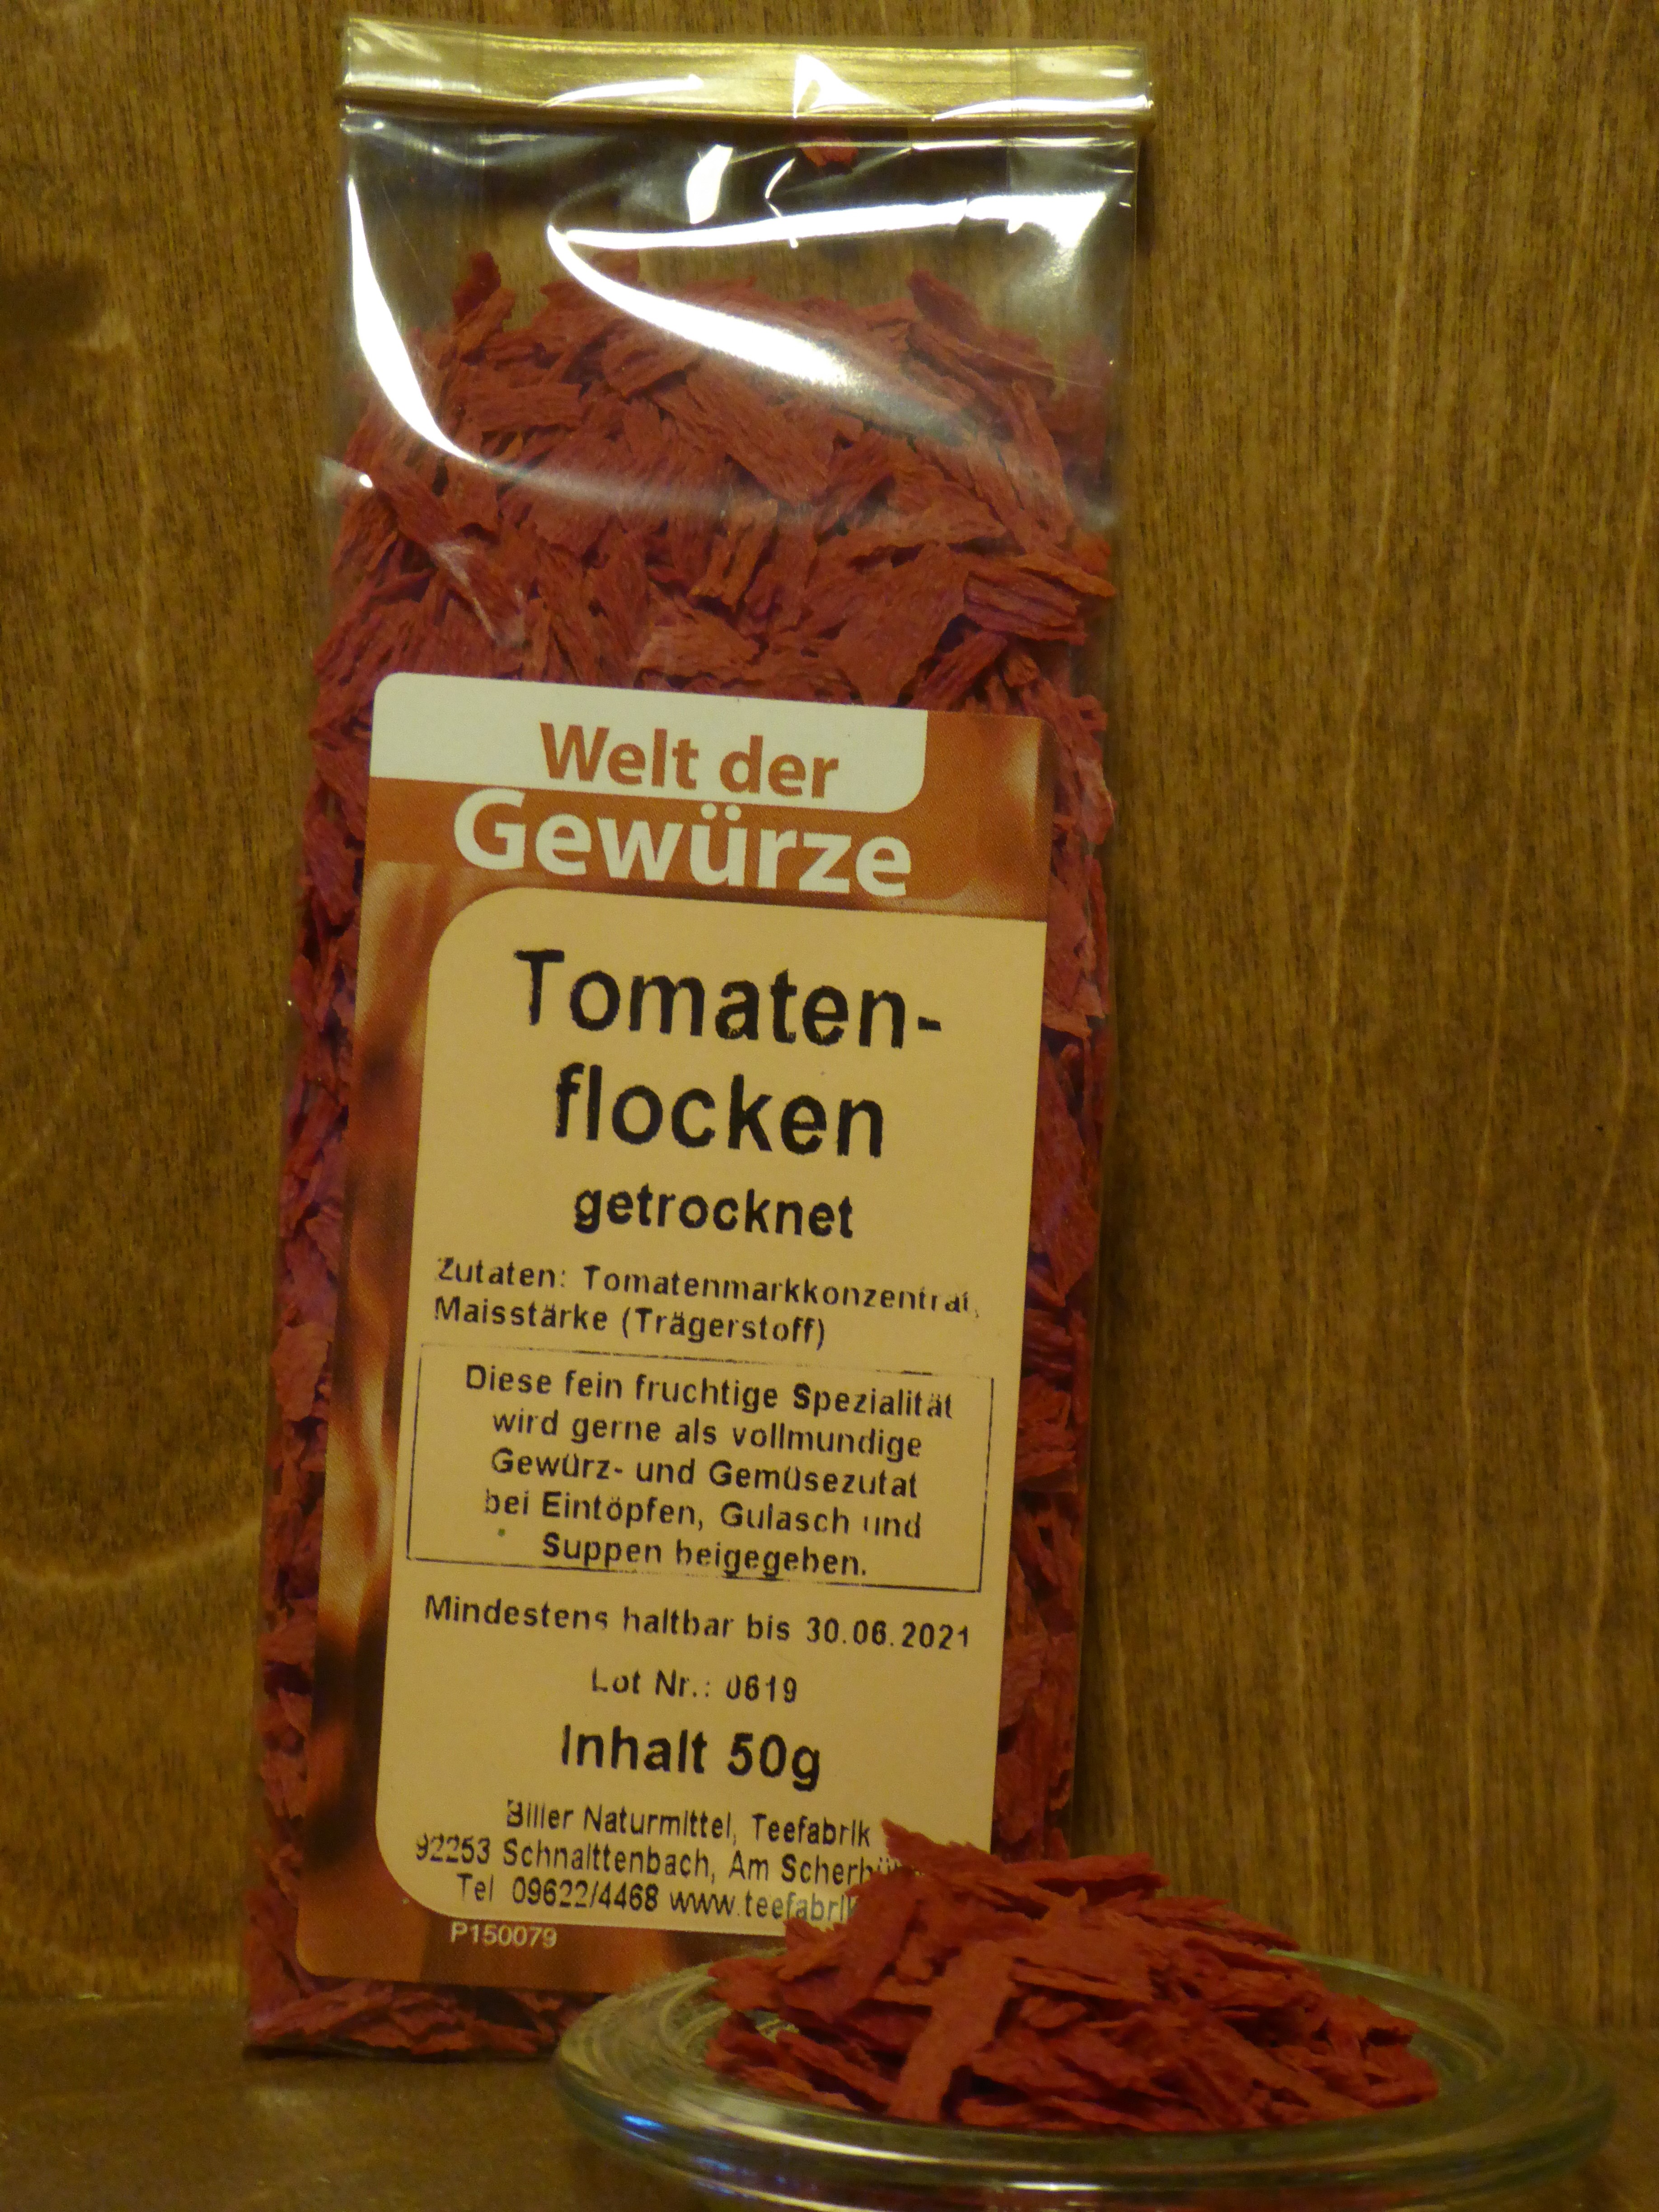 Welt der
Gewürze
Tomaten-
flocken
getrocknet
Zutaten: Tomatenmarkkonzentrat,
Maisstärke (Trägerstoff)
Diese fein fruchtige Spezialität
wird gerne als vollmundige
Gewürz- und Gemüsezutat
bei Eintöpfen, Gulasch und
Suppen beigegeben.
Mindestens haltbar bis 30.06.2021
Lot Nr.: 0619
Inhalt 50g
Biller Naturmittel, Teefabrik
92253 Schnaittenbach, Am
Tel 09622/4468
P150079